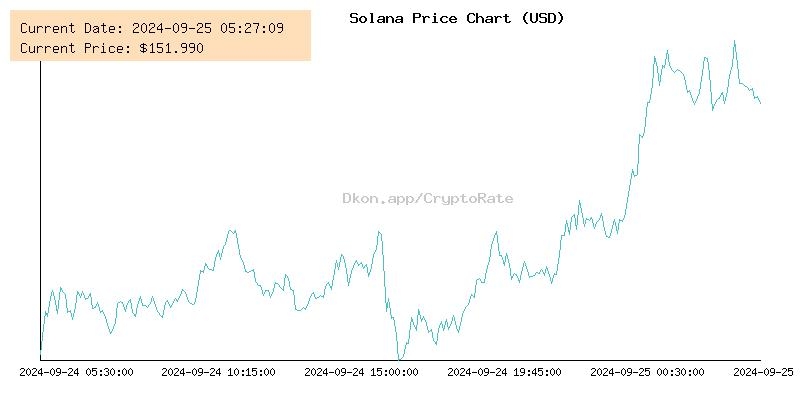 Solana Price Chart (USD)
Current Date: 2024-09-25 05:27:09
Current Price: $151.990
Dkon.app/CryptoRate
2024-09-24 05:30:00 2024-09-24 10:15:00 2024-09-24 15:00:00 2024-09-24 19:45:00 2024-09-25 00:30:00 2024-09-25